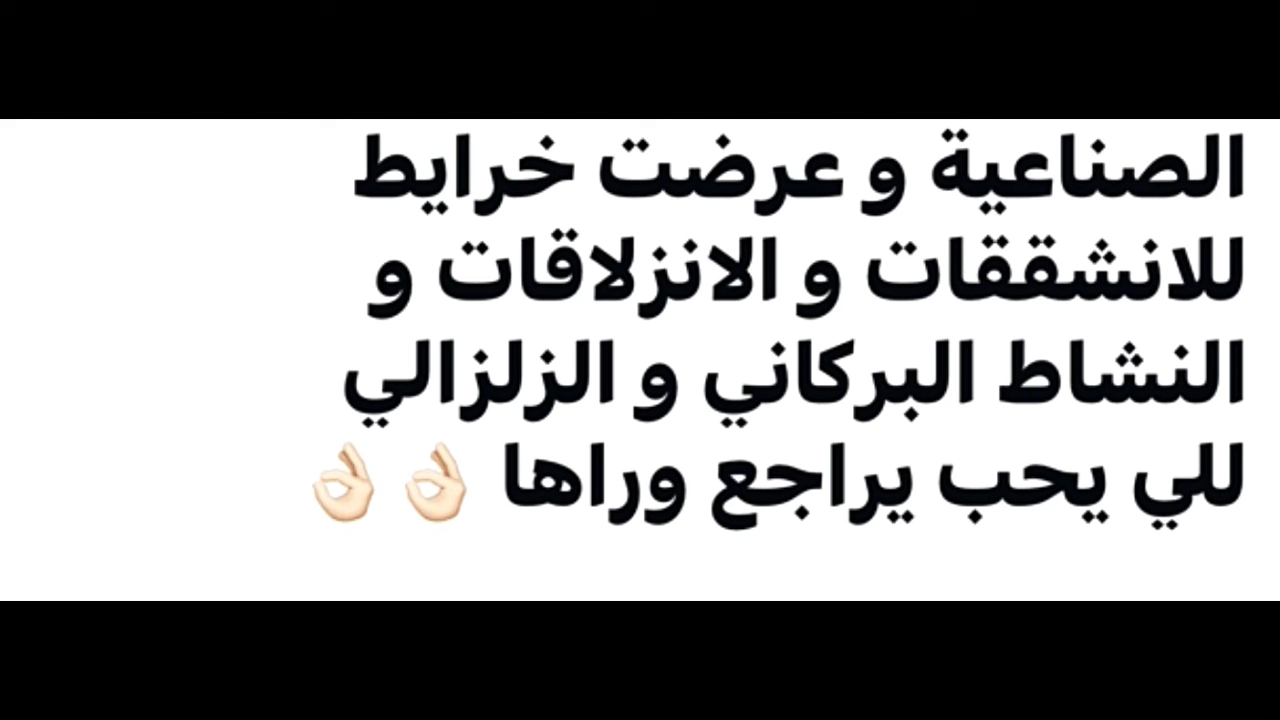 الصناعية و عرضت خرايط
للانشققات و الانزلاقات و
النشاط البركاني و الزلزالي
للي يحب يراجع وراها 👌🏻 👌🏻